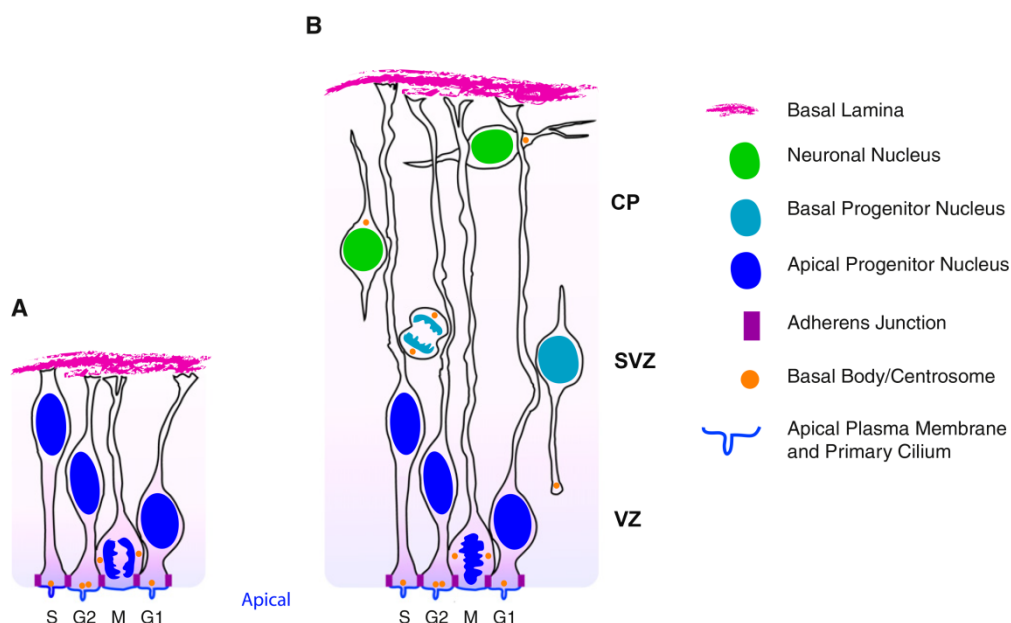 B
A
CP
SVZ
VZ
S G2 M G1
Apical
S G2 M G1
Basal Lamina
Neuronal Nucleus
Basal Progenitor Nucleus
Apical Progenitor Nucleus
Adherens Junction
Basal Body/Centrosome
Apical Plasma Membrane
and Primary Cilium